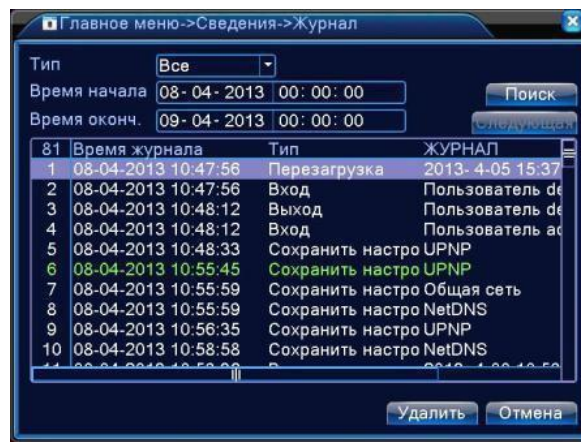 Главное меню->Сведения->Журнал
Тип Все
Время начала 08- 04- 2013 00: 00: 00 Поиск
Время оконч. 09- 04- 2013 00: 00: 00 Следующая
81 Время журнала Тип ЖУРНАЛ
1 08-04-2013 10:47:56 Перезагрузка 2013- 4-05 15:37
2 08-04-2013 10:47:56 Вход Пользователь de
3 08-04-2013 10:48:12 Выход Пользователь de
4 08-04-2013 10:48:12 Вход Пользователь ad
5 08-04-2013 10:48:33 Сохранить настро UPNP
6 08-04-2013 10:55:45 Сохранить настро UPNP
7 08-04-2013 10:55:59 Сохранить настро Общая сеть
8 08-04-2013 10:55:59 Сохранить настро NetDNS
9 08-04-2013 10:56:35 Сохранить настро UPNP
10 08-04-2013 10:58:58 Сохранить настро NetDNS
Удалить Отмена